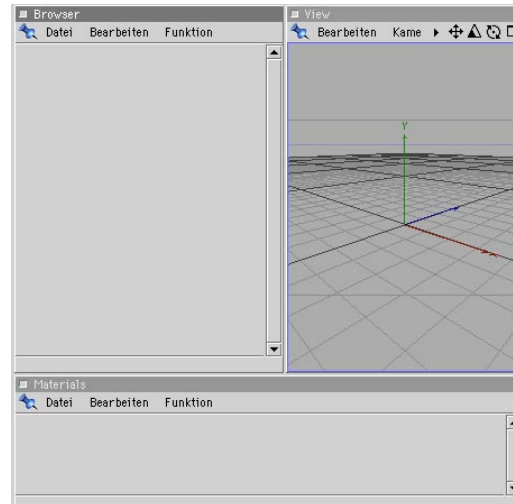 Browser
Datei Bearbeiten Funktion
View
Bearbeiten Kame
Y
Materials
Datei Bearbeiten Funktion